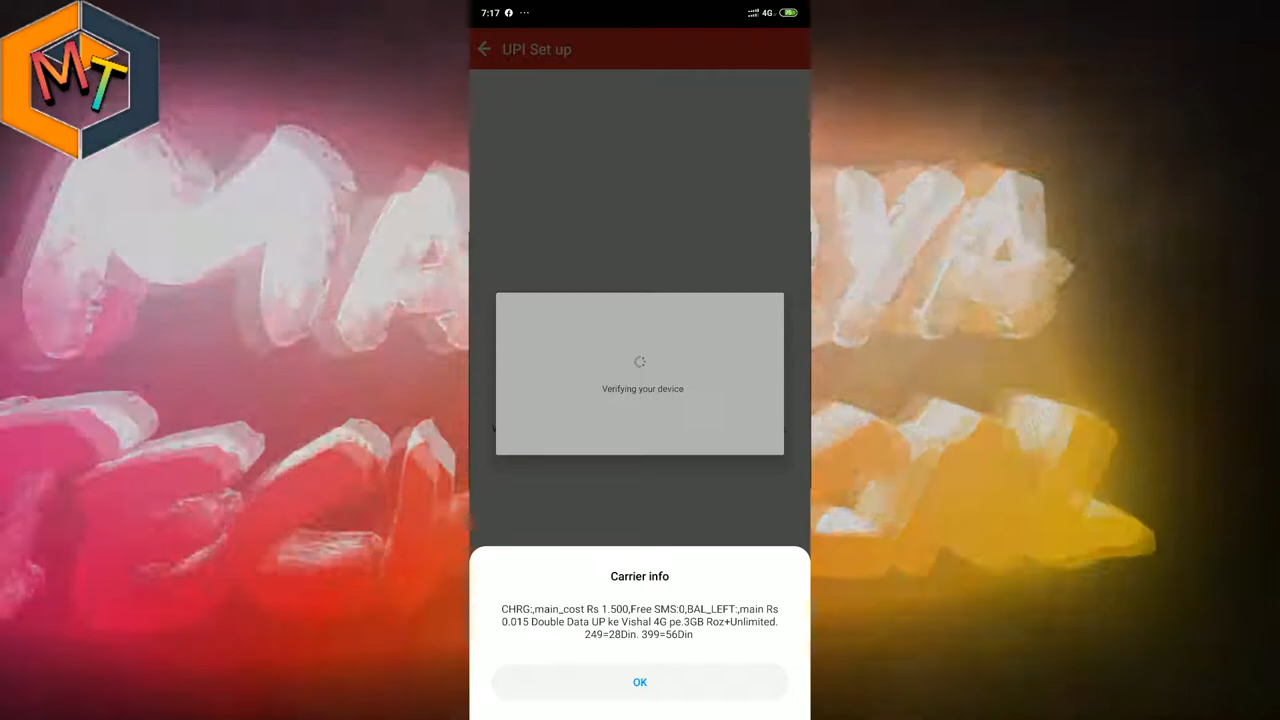 MT
7:17
4G
UPI Set up
Verifying your device
Carrier info
CHRG:,main_cost Rs 1.500,Free SMS:0,BAL_LEFT:,main Rs
0.015 Double Data UP ke Vishal 4G pe.3GB Roz+Unlimited.
249=28Din. 399=56Din
OK